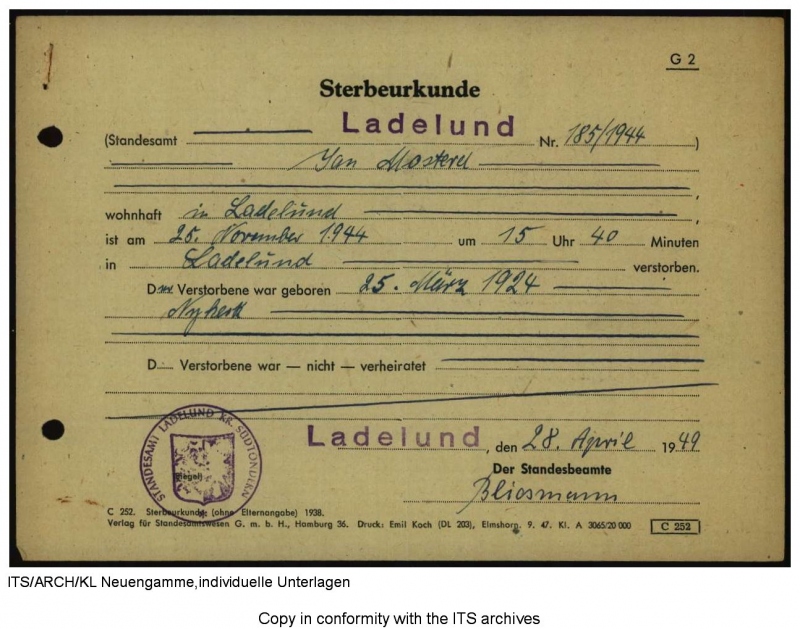 G 2
Sterbeurkunde
(Standesamt Ladelund Nr. 185/1944 )
Jan Mosterd
wohnhaft in Ladelund ,
ist am 25. November 1944 um 15 Uhr 40 Minuten
in Ladelund verstorben.
Der Verstorbene war geboren 25. März 1924
Nykerk
D Verstorbene war — nicht — verheiratet
Ladelund , den 28. April 1949
Der Standesbeamte
STANDESAMT LADELUND KR. SÜDTONDERN
C 252. Sterbeurkunde (ohne Elternangabe) 1938.
Verlag für Standesamtswesen G. m. b. H., Hamburg 36. Druck: Emil Koch (DL 203), Elmshorn. 9. 47. Kl. A 3065/20 000
C 252
ITS/ARCH/KL Neuengamme,individuelle Unterlagen
Copy in conformity with the ITS archives